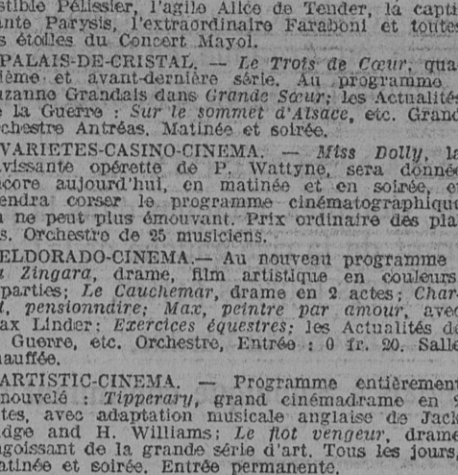 stible Pélissier, l'agile Alice de Tender, la capti
ante Parysis, l'extraordinaire Faraboni et toutes
s étoiles du Concert Mayol.
PALAIS-DE-CRISTAL. — Le Trois de Cœur, qua
ième et avant-dernière série. Au programme
uzanne Grandais dans Grande Sœur; les Actualités
e la Guerre : Sur le sommet d'Alsace, etc. Grand
rchestre Antréas. Matinée et soirée.
VARIETES-CASINO-CINEMA. — Miss Dolly, la
avissante opérette de P. Wattyne, sera donnée
ncore aujourd'hui, en matinée et en soirée, et
iendra corser le programme cinématographique
n ne peut plus émouvant. Prix ordinaire des pla
s. Orchestre de 25 musiciens.
ELDORADO-CINEMA.— Au nouveau programme
a Zingara, drame, film artistique en couleurs
parties; Le Cauchemar, drame en 2 actes; Char-
t, pensionnaire; Max, peintre par amour, avec
ax Linder; Exercices équestres; les Actualités de
Guerre, etc. Orchestre, Entrée : 0 fr. 20. Salle
hauffée.
ARTISTIC-CINEMA. — Programme entièrement
nouvelé : Tipperary, grand cinémadrame en 2
tes, avec adaptation musicale anglaise de Jack
udge and H. Williams; Le flot vengeur, drame
ngoissant de la grande série d'art. Tous les jours,
atinée et soirée. Entrée permanente.